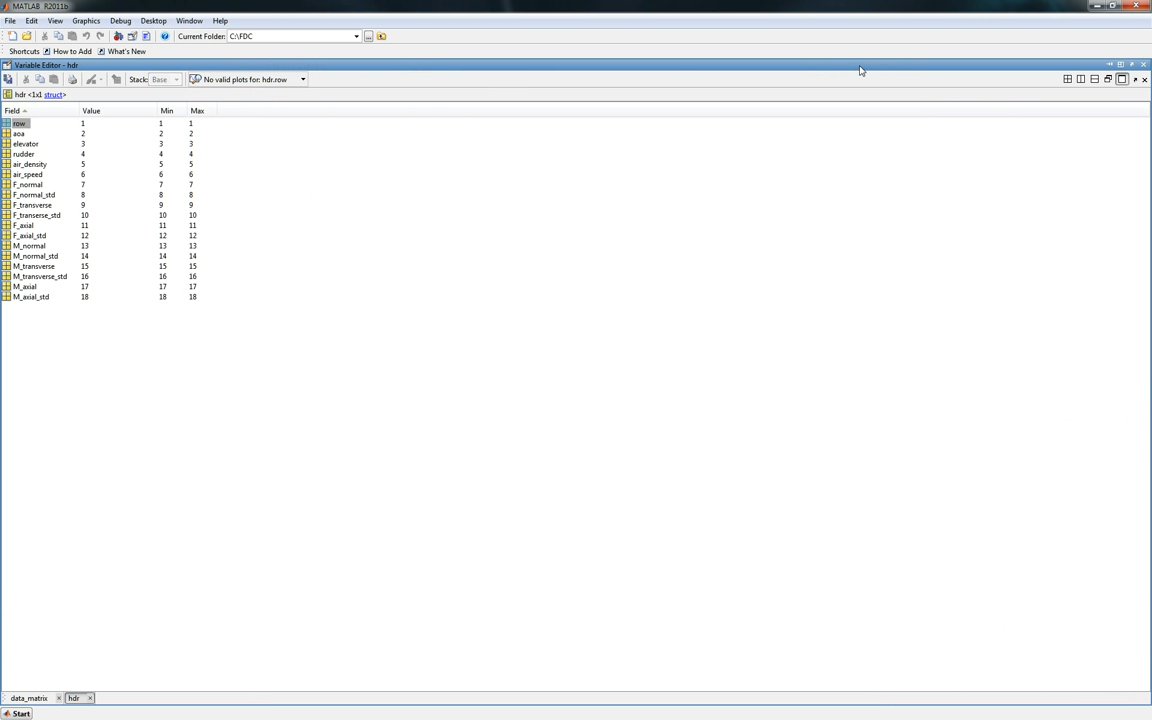 MATLAB R2011b
File Edit View Graphics Debug Desktop Window Help
Current Folder: C:\FDC ...
Shortcuts How to Add What's New
Variable Editor - hdr
Stack: Base No valid plots for: hdr.row
hdr <1x1 struct>
Field Value Min Max
row 1 1 1
aoa 2 2 2
elevator 3 3 3
rudder 4 4 4
air_density 5 5 5
air_speed 6 6 6
F_normal 7 7 7
F_normal_std 8 8 8
F_transverse 9 9 9
F_transerse_std 10 10 10
F_axial 11 11 11
F_axial_std 12 12 12
M_normal 13 13 13
M_normal_std 14 14 14
M_transverse 15 15 15
M_transverse_std 16 16 16
M_axial 17 17 17
M_axial_std 18 18 18
data_matrix hdr
Start